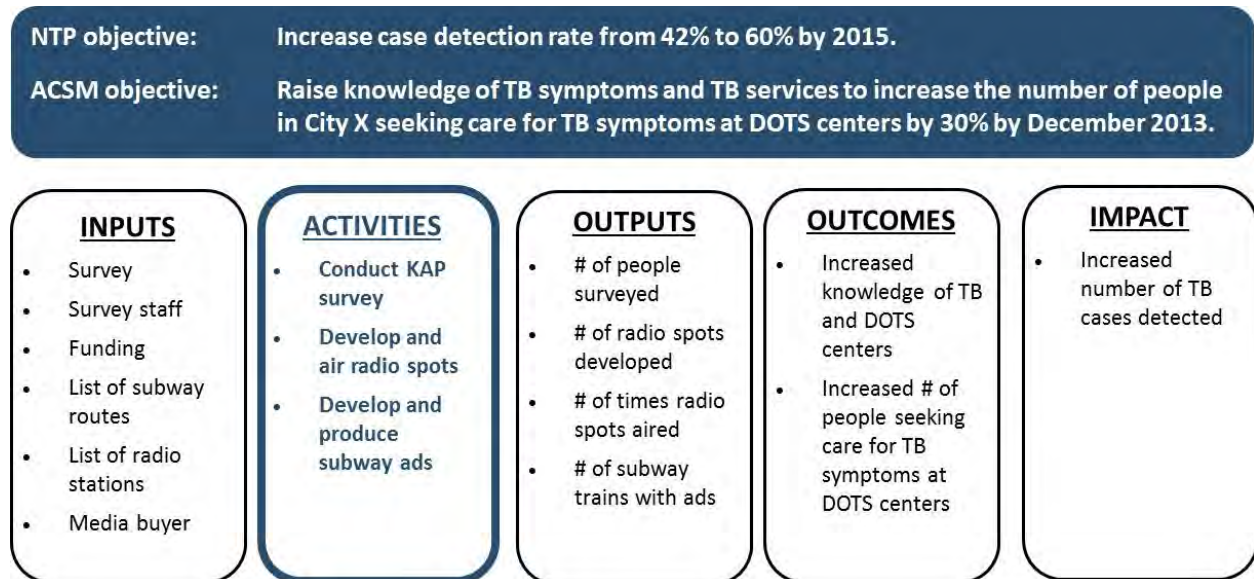 NTP objective: Increase case detection rate from 42% to 60% by 2015.
ACSM objective: Raise knowledge of TB symptoms and TB services to increase the number of people
in City X seeking care for TB symptoms at DOTS centers by 30% by December 2013.
INPUTS
• Survey
• Survey staff
• Funding
• List of subway
routes
• List of radio
stations
• Media buyer
ACTIVITIES
• Conduct KAP
survey
• Develop and
air radio spots
• Develop and
produce
subway ads
OUTPUTS
• # of people
surveyed
• # of radio spots
developed
• # of times radio
spots aired
• # of subway
trains with ads
OUTCOMES
• Increased
knowledge of TB
and DOTS
centers
• Increased # of
people seeking
care for TB
symptoms at
DOTS centers
IMPACT
• Increased
number of TB
cases detected